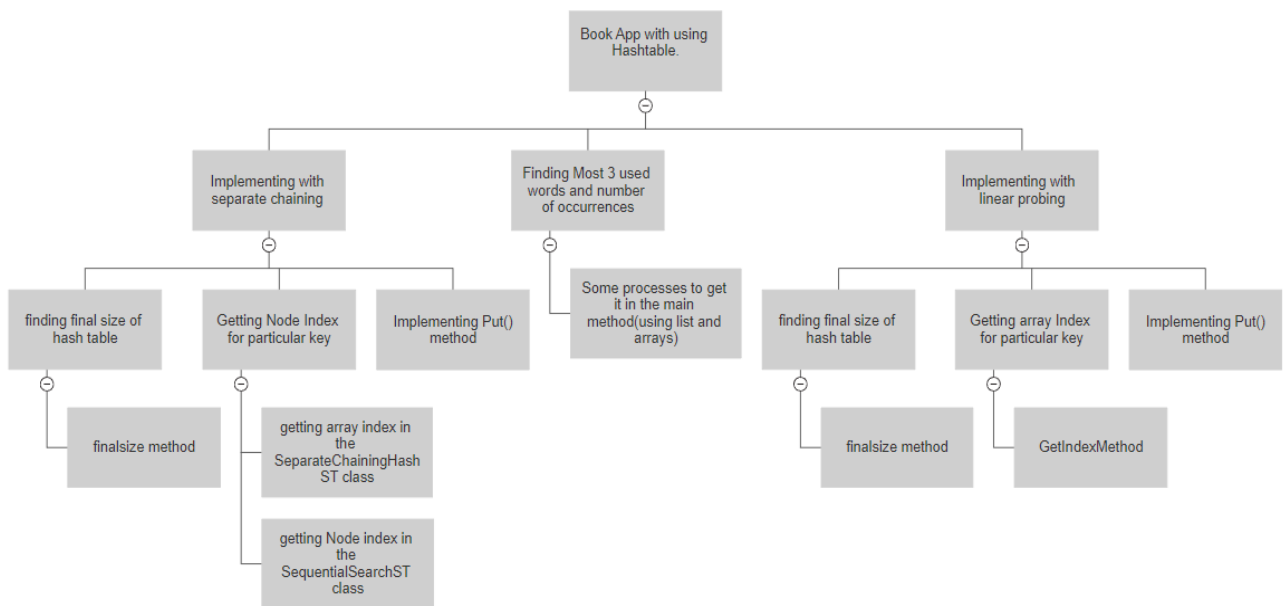 Book App with using
Hashtable.
Implementing with
separate chaining
Finding Most 3 used
words and number
of occurrences
Implementing with
linear probing
finding final size of
hash table
Getting Node Index
for particular key
Implementing Put()
method
Some processes to get
it in the main
method(using list and
arrays)
finding final size of
hash table
Getting array Index
for particular key
Implementing Put()
method
finalsize method
getting array index in
the
SeparateChainingHash
ST class
finalsize method
GetIndexMethod
getting Node index in
the
SequentialSearchST
class